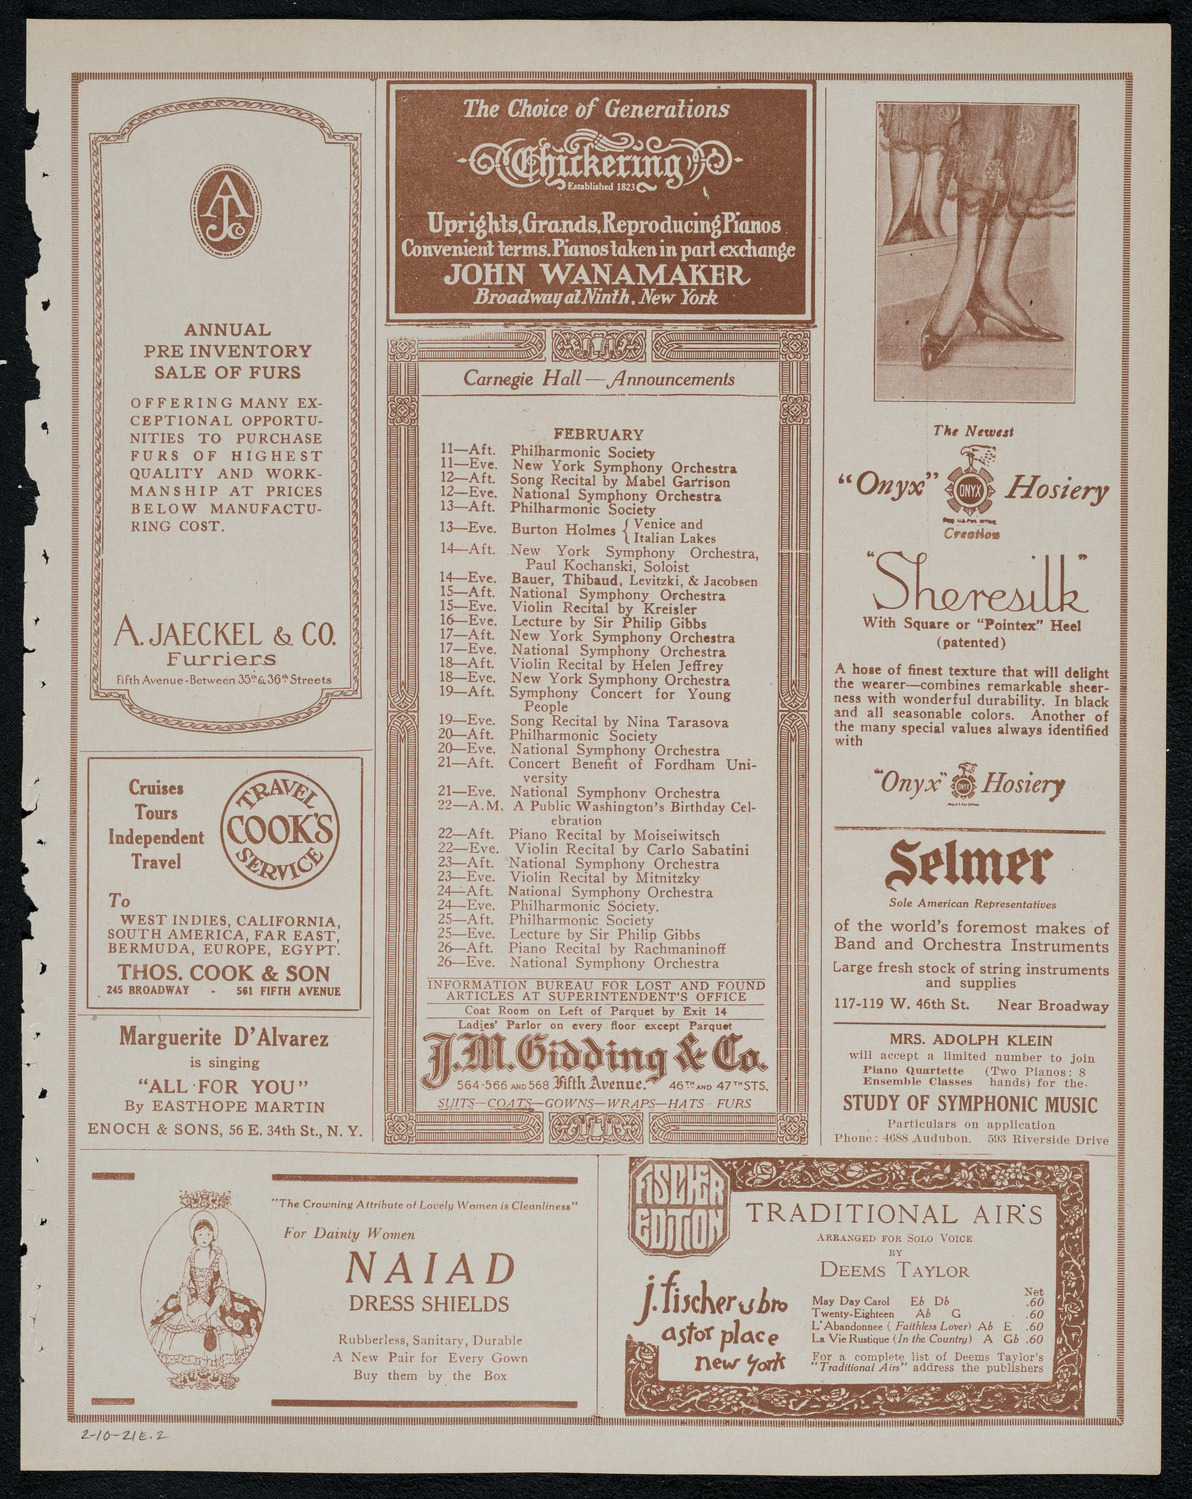 AJCo
ANNUAL
PRE INVENTORY
SALE OF FURS
OFFERING MANY EX-
CEPTIONAL OPPORTU-
NITIES TO PURCHASE
FURS OF HIGHEST
QUALITY AND WORK-
MANSHIP AT PRICES
BELOW MANUFACTU-
RING COST.
A. JAECKEL & CO.
Furriers
Fifth Avenue-Between 35th & 36th Streets
Cruises
Tours
Independent
Travel
TRAVEL
COOK'S
SERVICE
To
WEST INDIES, CALIFORNIA,
SOUTH AMERICA, FAR EAST,
BERMUDA, EUROPE, EGYPT.
THOS. COOK & SON
245 BROADWAY - 561 FIFTH AVENUE
Marguerite D'Alvarez
is singing
"ALL FOR YOU"
By EASTHOPE MARTIN
ENOCH & SONS, 56 E. 34th St., N. Y.
The Choice of Generations
Chickering
Established 1823
Uprights, Grands, Reproducing Pianos
Convenient terms. Pianos taken in part exchange
JOHN WANAMAKER
Broadway at Ninth, New York
Carnegie Hall—Announcements
FEBRUARY
11—Aft. Philharmonic Society
11—Eve. New York Symphony Orchestra
12—Aft. Song Recital by Mabel Garrison
12—Eve. National Symphony Orchestra
13—Aft. Philharmonic Society
13—Eve. Burton Holmes { Venice and
Italian Lakes
14—Aft. New York Symphony Orchestra,
Paul Kochanski, Soloist
14—Eve. Bauer, Thibaud, Levitzki, & Jacobsen
15—Aft. National Symphony Orchestra
15—Eve. Violin Recital by Kreisler
16—Eve. Lecture by Sir Philip Gibbs
17—Aft. New York Symphony Orchestra
17—Eve. National Symphony Orchestra
18—Aft. Violin Recital by Helen Jeffrey
18—Eve. New York Symphony Orchestra
19—Aft. Symphony Concert for Young
People
19—Eve. Song Recital by Nina Tarasova
20—Aft. Philharmonic Society
20—Eve. National Symphony Orchestra
21—Aft. Concert Benefit of Fordham Uni-
versity
21—Eve. National Symphony Orchestra
22—A.M. A Public Washington's Birthday Cel-
ebration
22—Aft. Piano Recital by Moiseiwitsch
22—Eve. Violin Recital by Carlo Sabatini
23—Aft. National Symphony Orchestra
23—Eve. Violin Recital by Mitnitzky
24—Aft. National Symphony Orchestra
24—Eve. Philharmonic Society.
25—Aft. Philharmonic Society
25—Eve. Lecture by Sir Philip Gibbs
26—Aft. Piano Recital by Rachmaninoff
26—Eve. National Symphony Orchestra
INFORMATION BUREAU FOR LOST AND FOUND
ARTICLES AT SUPERINTENDENT'S OFFICE
Coat Room on Left of Parquet by Exit 14
Ladies' Parlor on every floor except Parquet
J.M. Gidding & Co.
564-566 AND 568 Fifth Avenue. 46TH AND 47TH STS.
SUITS—COATS—GOWNS—WRAPS—HATS FURS
The Newest
"Onyx" ONYX Hosiery
REG. U.S. PAT. OFFICE
Creation
"Sheresilk"
With Square or "Pointex" Heel
(patented)
A hose of finest texture that will delight
the wearer—combines remarkable sheer-
ness with wonderful durability. In black
and all seasonable colors. Another of
the many special values always identified
with
"Onyx" Hosiery
Selmer
Sole American Representatives
of the world's foremost makes of
Band and Orchestra Instruments
Large fresh stock of string instruments
and supplies
117-119 W. 46th St. Near Broadway
MRS. ADOLPH KLEIN
will accept a limited number to join
Piano Quartette (Two Pianos: 8
Ensemble Classes hands) for the
STUDY OF SYMPHONIC MUSIC
Particulars on application
Phone: 4688 Audubon. 593 Riverside Drive
"The Crowning Attribute of Lovely Women is Cleanliness"
For Dainty Women
NAIAD
DRESS SHIELDS
Rubberless, Sanitary, Durable
A New Pair for Every Gown
Buy them by the Box
FISCHER
EDITION
j. fischer & bro
astor place
new york
TRADITIONAL AIRS
ARRANGED FOR SOLO VOICE
BY
DEEMS TAYLOR
Net
May Day Carol Eb Db .60
Twenty-Eighteen Ab G .60
L'Abandonnee (Faithless Lover) Ab E .60
La Vie Rustique (In the Country) A Gb .60
For a complete list of Deems Taylor's
"Traditional Airs" address the publishers
2-10-21E.2